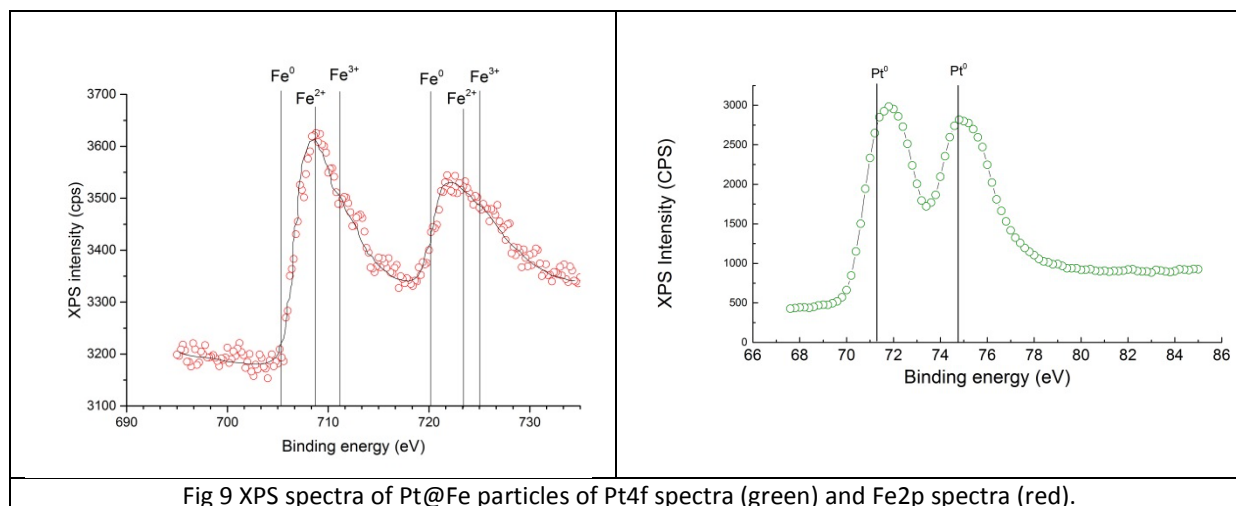 Fe⁰ Fe³⁺ Fe⁰ Fe³⁺
Fe²⁺ Fe²⁺
3700
3600
3500
3400
3300
3200
3100
XPS intensity (cps)
690 700 710 720 730
Binding energy (eV)
Pt⁰ Pt⁰
3000
2500
2000
1500
1000
500
0
XPS Intensity (CPS)
66 68 70 72 74 76 78 80 82 84 86
Binding energy (eV)
Fig 9 XPS spectra of Pt@Fe particles of Pt4f spectra (green) and Fe2p spectra (red).